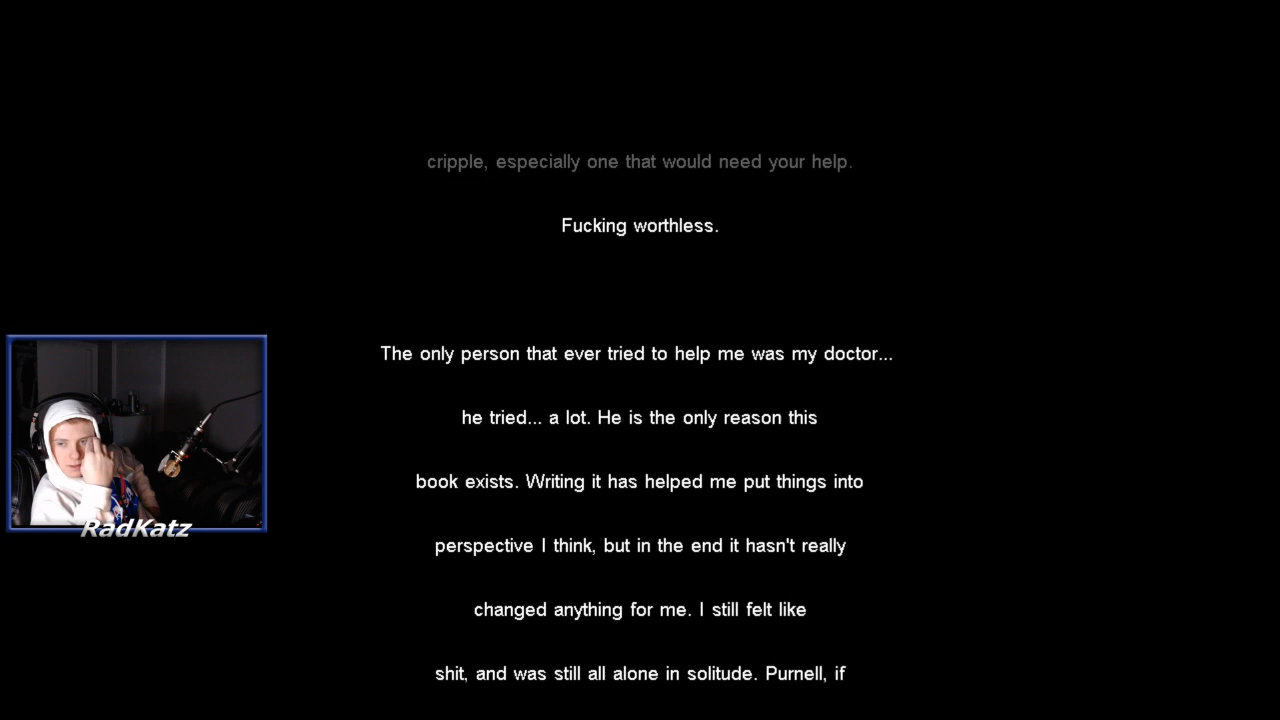 cripple, especially one that would need your help.
Fucking worthless.
The only person that ever tried to help me was my doctor...
he tried... a lot. He is the only reason this
book exists. Writing it has helped me put things into
perspective I think, but in the end it hasn't really
changed anything for me. I still felt like
shit, and was still all alone in solitude. Purnell, if
RadKatz